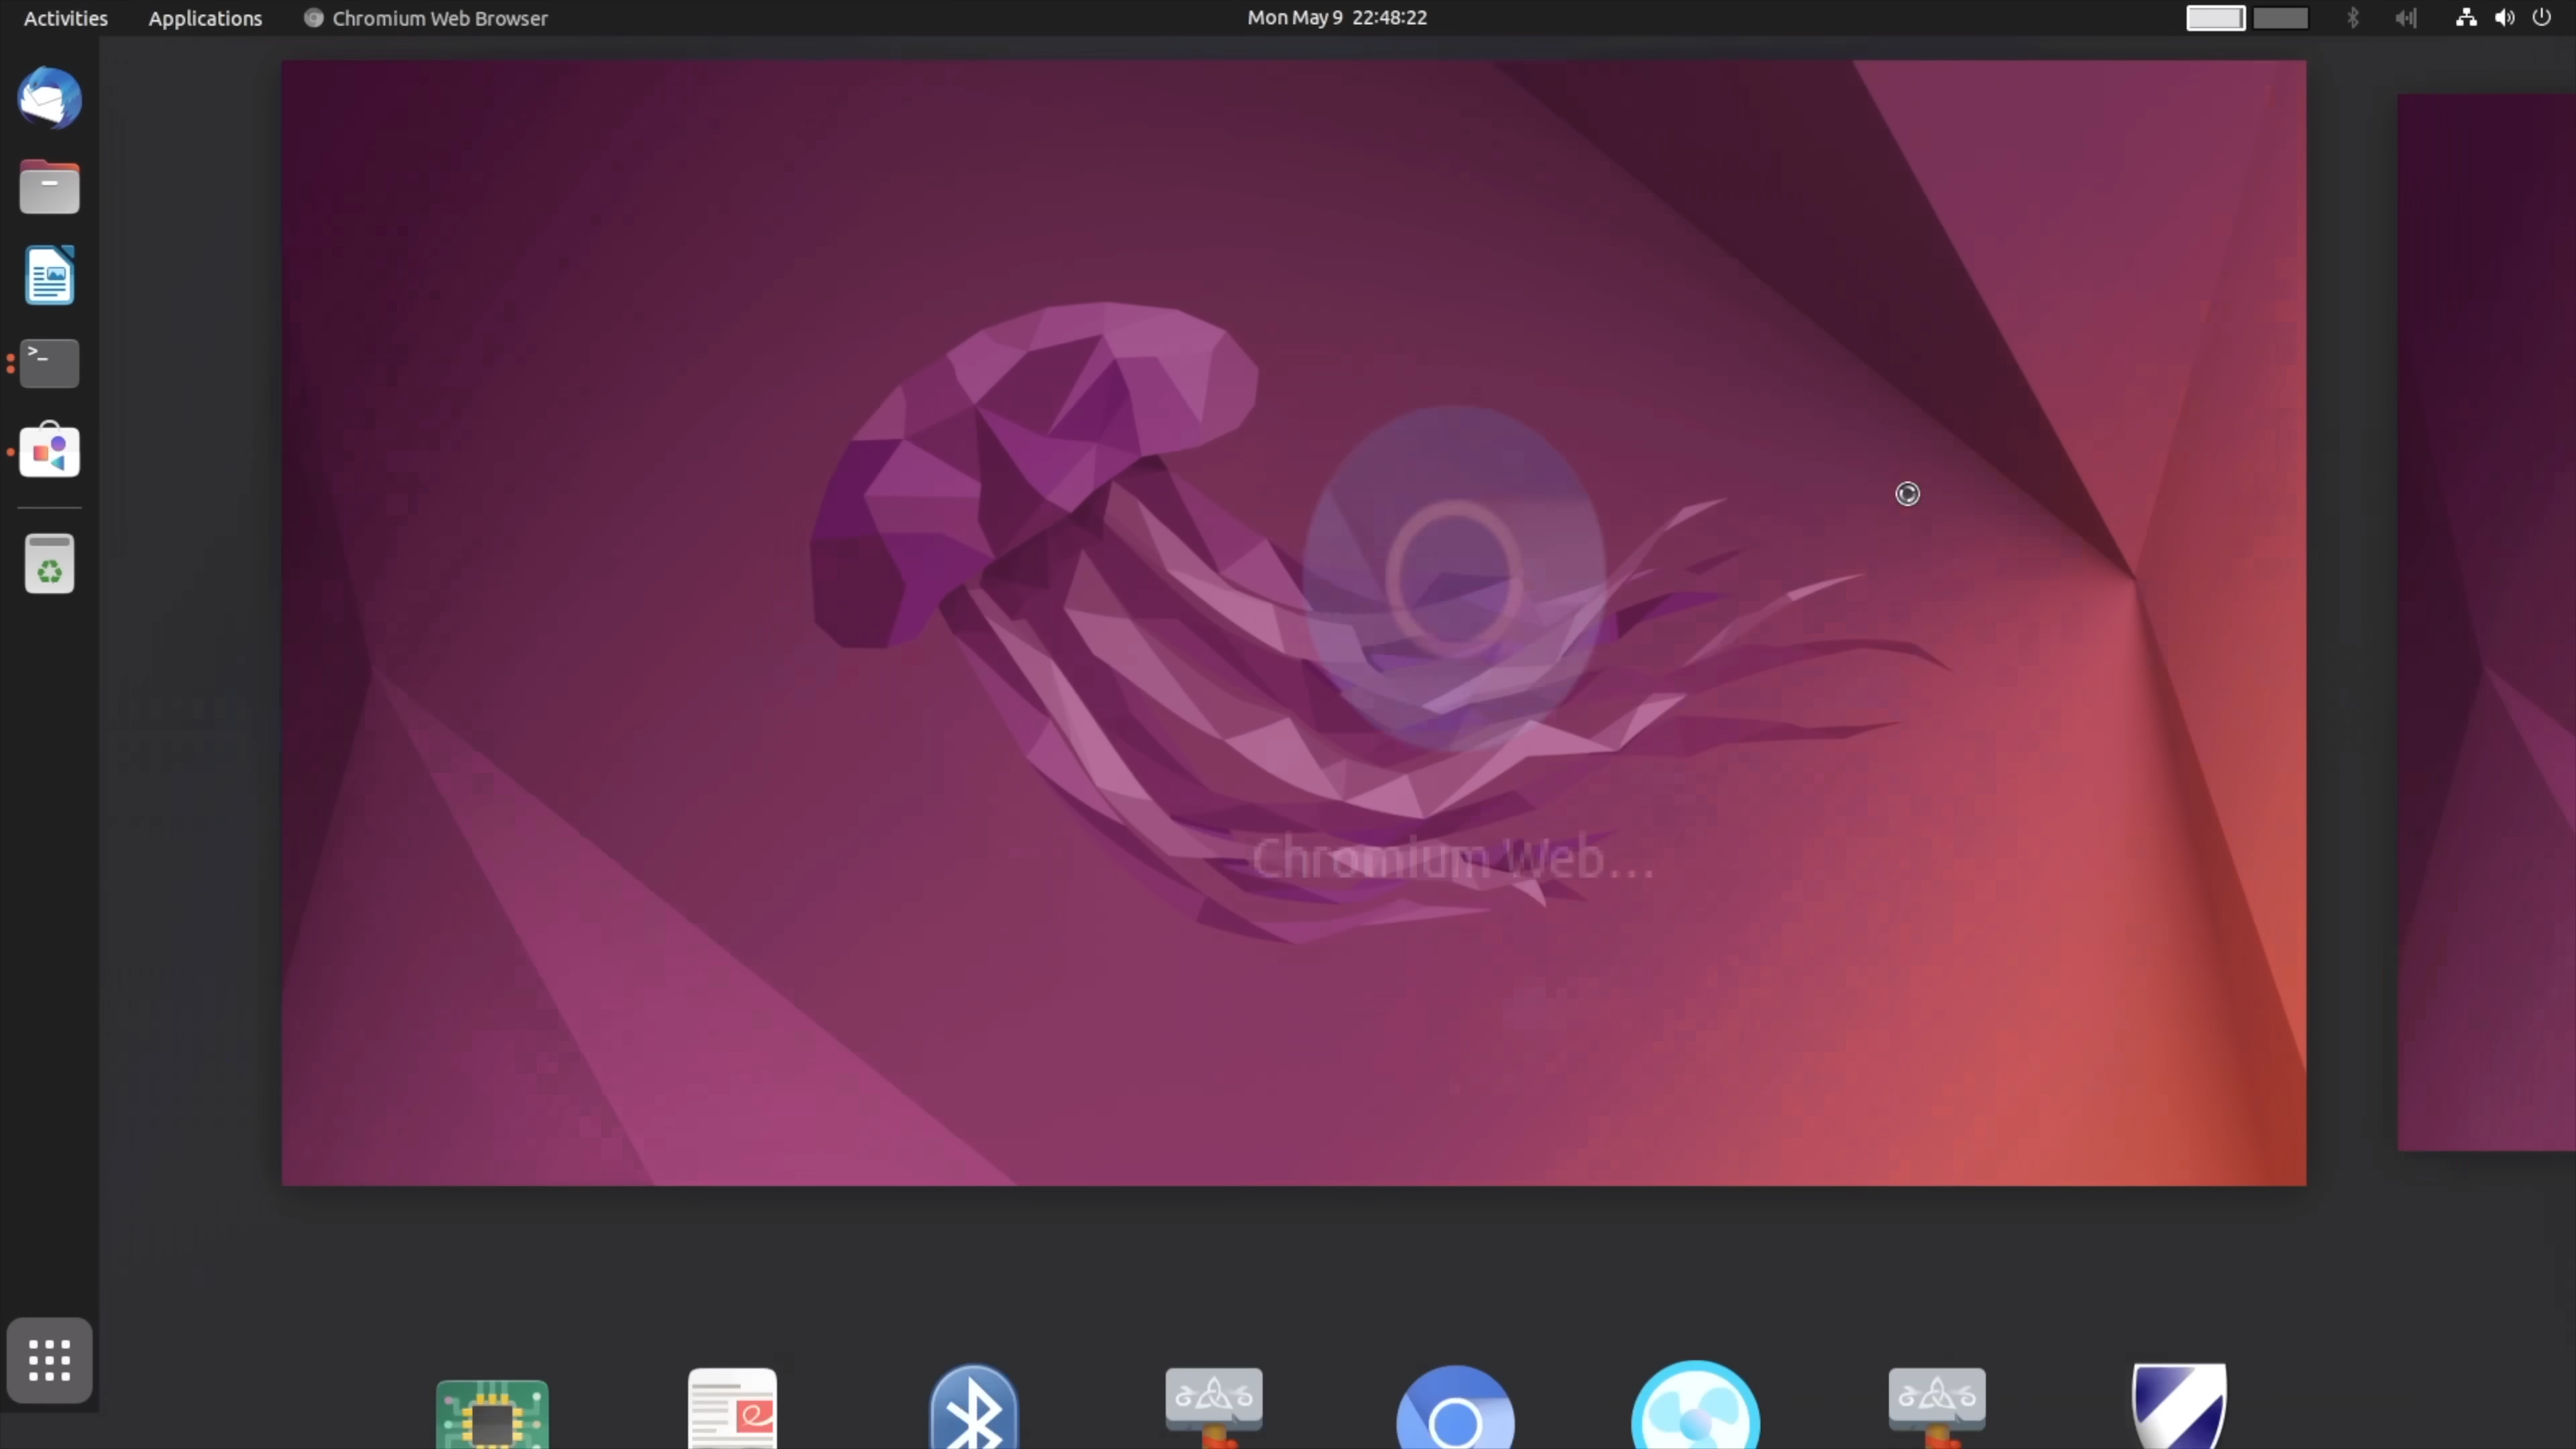 Activities Applications Chromium Web Browser Mon May 9 22:48:22
>_
Chromium Web...